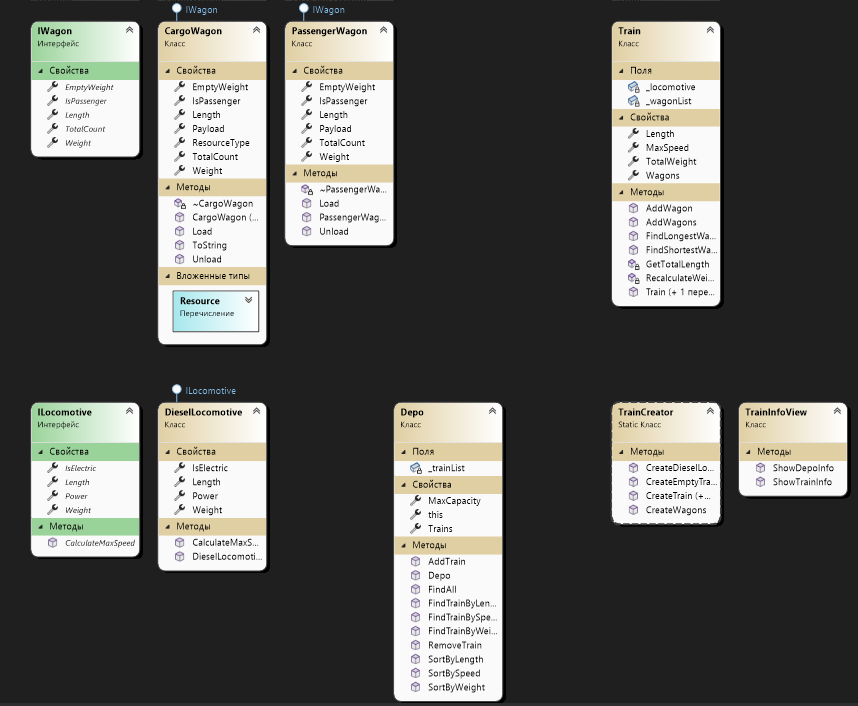 IWagon
IWagon
IWagon
Интерфейс
Свойства
EmptyWeight
IsPassenger
Length
TotalCount
Weight
CargoWagon
Класс
Свойства
EmptyWeight
IsPassenger
Length
Payload
ResourceType
TotalCount
Weight
Методы
~CargoWagon
CargoWagon (...
Load
ToString
Unload
Вложенные типы
Resource
Перечисление
PassengerWagon
Класс
Свойства
EmptyWeight
IsPassenger
Length
Payload
TotalCount
Weight
Методы
~PassengerWa...
Load
PassengerWag...
Unload
Train
Класс
Поля
_locomotive
_wagonList
Свойства
Length
MaxSpeed
TotalWeight
Wagons
Методы
AddWagon
AddWagons
FindLongestWa...
FindShortestWa...
GetTotalLength
RecalculateWei...
Train (+ 1 пере...
ILocomotive
ILocomotive
Интерфейс
Свойства
IsElectric
Length
Power
Weight
Методы
CalculateMaxSpeed
DieselLocomotive
Класс
Свойства
IsElectric
Length
Power
Weight
Методы
CalculateMaxS...
DieselLocomoti...
Depo
Класс
Поля
_trainList
Свойства
MaxCapacity
this
Trains
Методы
AddTrain
Depo
FindAll
FindTrainByLen...
FindTrainBySpe...
FindTrainByWei...
RemoveTrain
SortByLength
SortBySpeed
SortByWeight
TrainCreator
Static Класс
Методы
CreateDieselLo...
CreateEmptyTra...
CreateTrain (+...
CreateWagons
TrainInfoView
Класс
Методы
ShowDepoInfo
ShowTrainInfo